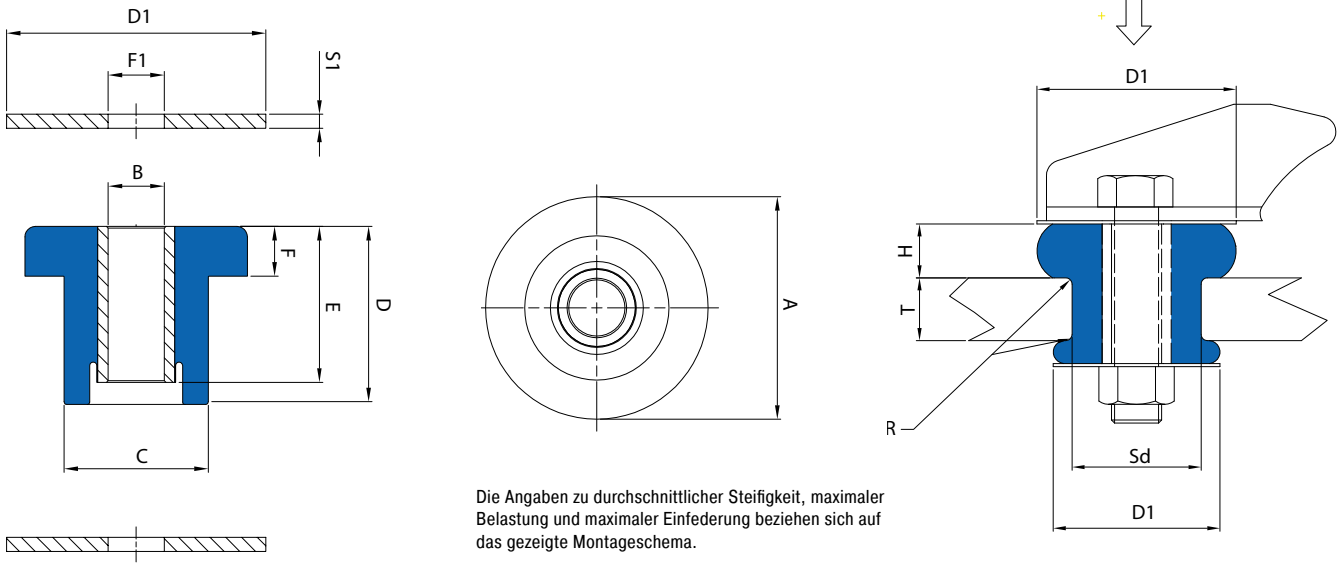 D1
F1
S1
B
F
E
D
C
A
D1
H
T
R
Sd
D1
Die Angaben zu durchschnittlicher Steifigkeit, maximaler
Belastung und maximaler Einfederung beziehen sich auf
das gezeigte Montageschema.